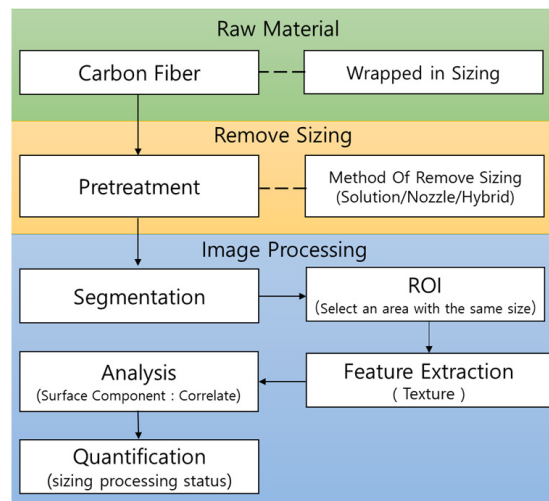 Raw Material
Carbon Fiber
Wrapped in Sizing
Remove Sizing
Pretreatment
Method Of Remove Sizing
(Solution/Nozzle/Hybrid)
Image Processing
Segmentation
ROI
(Select an area with the same size)
Analysis
(Surface Component : Correlate)
Feature Extraction
( Texture )
Quantification
(sizing processing status)